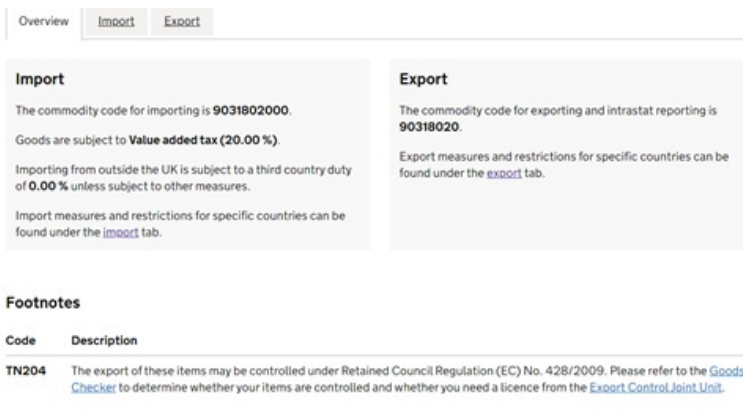 Overview Import Export
Import
The commodity code for importing is 9031802000.
Goods are subject to Value added tax (20.00 %).
Importing from outside the UK is subject to a third country duty
of 0.00 % unless subject to other measures.
Import measures and restrictions for specific countries can be
found under the import tab.
Export
The commodity code for exporting and intrastat reporting is
90318020.
Export measures and restrictions for specific countries can be
found under the export tab.
Footnotes
Code Description
TN204 The export of these items may be controlled under Retained Council Regulation (EC) No. 428/2009. Please refer to the Goods
Checker to determine whether your items are controlled and whether you need a licence from the Export Control Joint Unit.